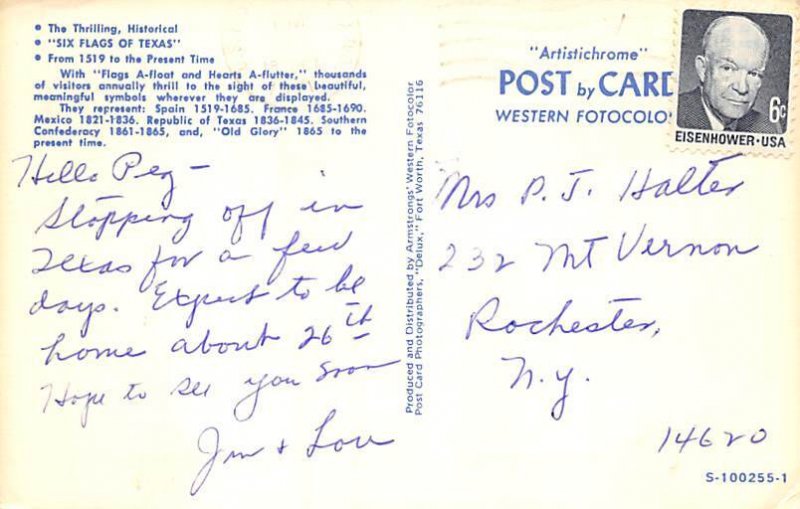 • The Thrilling, Historical
• "SIX FLAGS OF TEXAS"
• From 1519 to the Present Time
With "Flags A-float and Hearts A-flutter," thousands
of visitors annually thrill to the sight of these beautiful,
meaningful symbols wherever they are displayed.
They represent: Spain 1519-1685. France 1685-1690.
Mexico 1821-1836. Republic of Texas 1836-1845. Southern
Confederacy 1861-1865, and, "Old Glory" 1865 to the
present time.
Hello Peg -
Stopping off in
Texas for a few
days. Expect to be
home about 26th
Hope to see you soon
Jim + Lou
Produced and Distributed by Armstrongs' Western Fotocolor
Post Card Photographers, "Delux," Fort Worth, Texas 76116
"Artistichrome"
POST by CARD
WESTERN FOTOCOLO
6c
EISENHOWER·USA
Mrs P. J. Halter
232 Mt Vernon
Rochester,
N.Y.
14620
S-100255-1